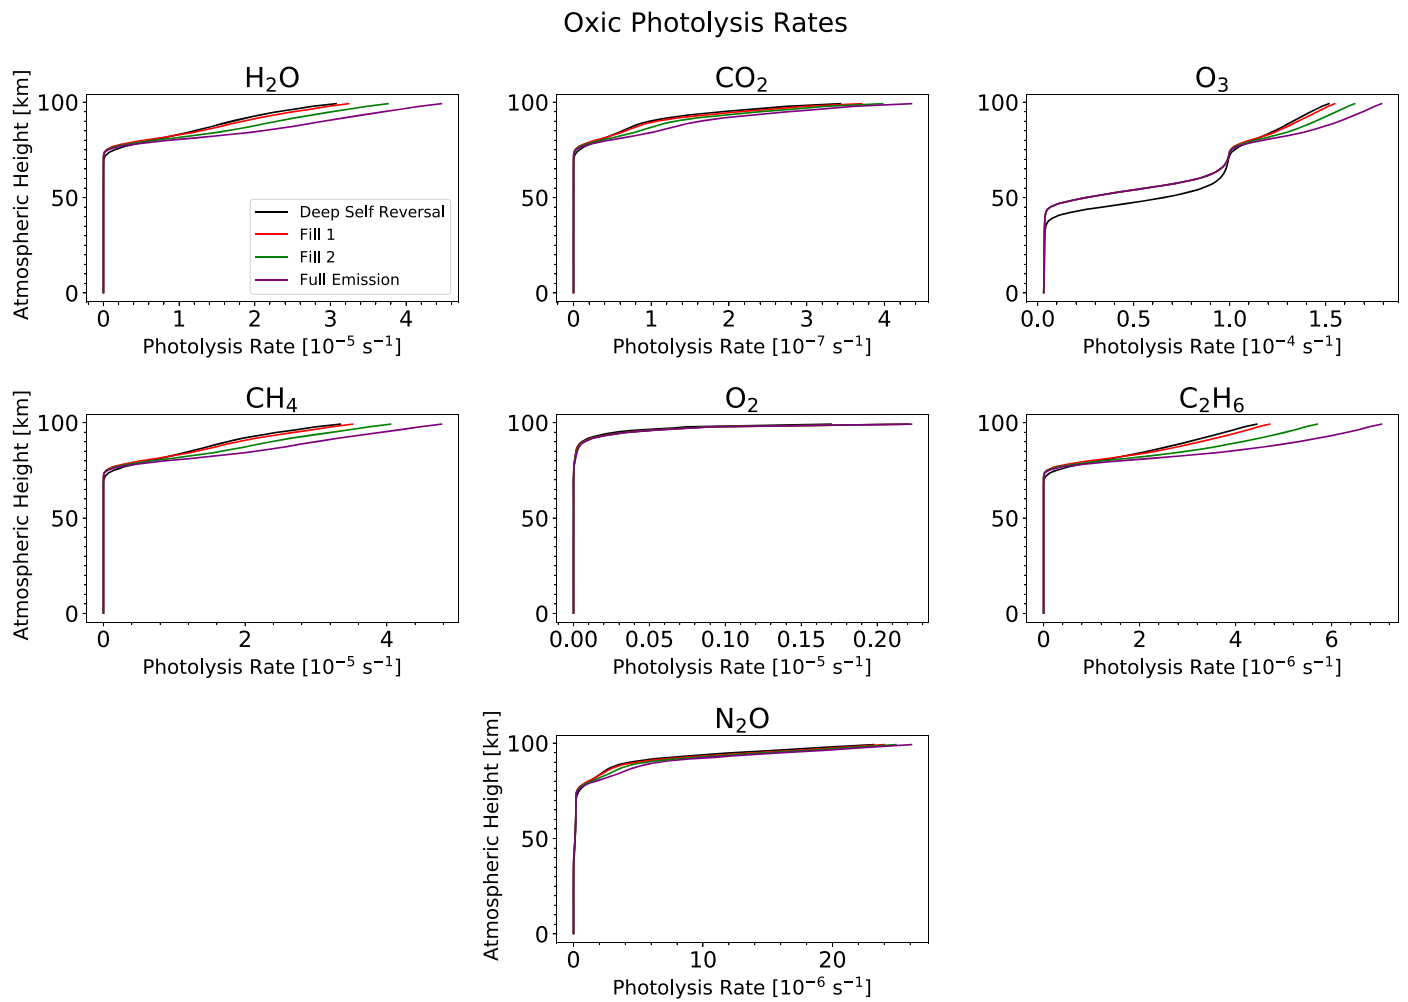 Oxic Photolysis Rates
H₂O
CO₂
O₃
Atmospheric Height [km]
100
50
0
0 1 2 3 4
Photolysis Rate [10⁻⁵ s⁻¹]
Deep Self Reversal
Fill 1
Fill 2
Full Emission
100
50
0
0 1 2 3 4
Photolysis Rate [10⁻⁷ s⁻¹]
100
50
0
0.0 0.5 1.0 1.5
Photolysis Rate [10⁻⁴ s⁻¹]
CH₄
O₂
C₂H₆
Atmospheric Height [km]
100
50
0
0 2 4
Photolysis Rate [10⁻⁵ s⁻¹]
100
50
0
0.00 0.05 0.10 0.15 0.20
Photolysis Rate [10⁻⁵ s⁻¹]
100
50
0
0 2 4 6
Photolysis Rate [10⁻⁶ s⁻¹]
N₂O
Atmospheric Height [km]
100
50
0
0 10 20
Photolysis Rate [10⁻⁶ s⁻¹]